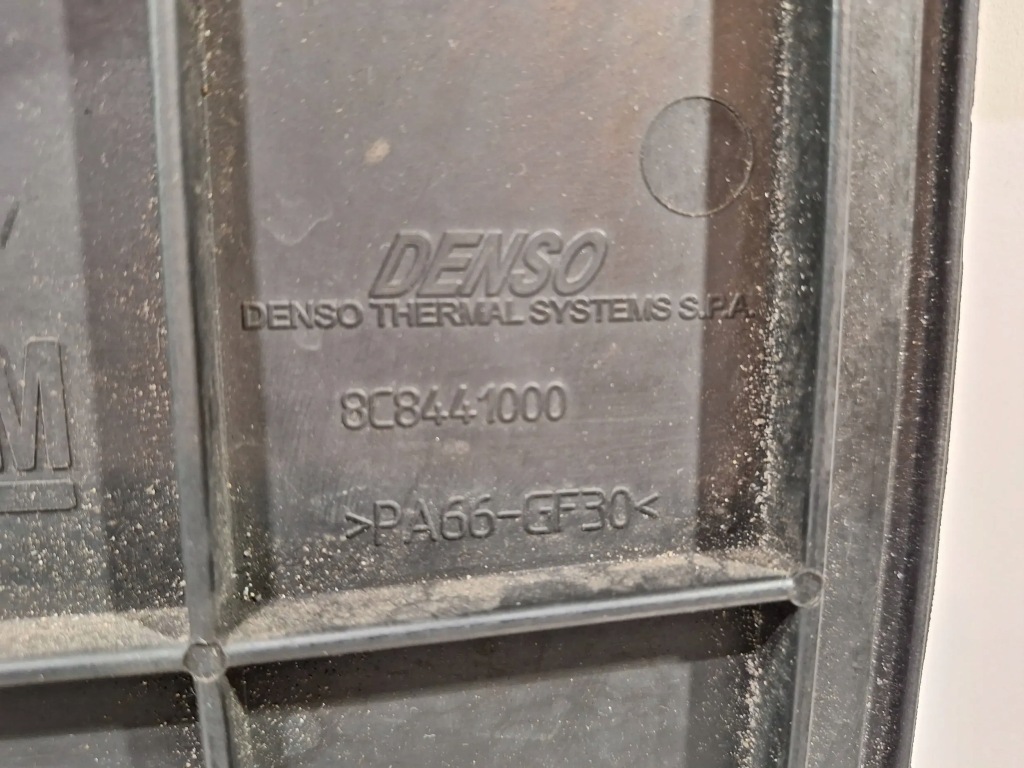 DENSO
DENSO THERMAL SYSTEMS S.P.A.
8C8441000
>PA66-GF30<
M